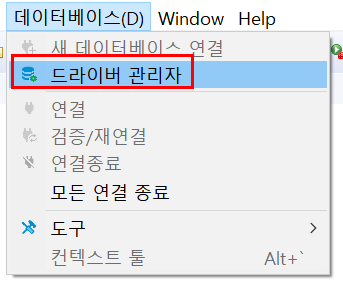 데이터베이스(D) Window Help
새 데이터베이스 연결
드라이버 관리자
연결
검증/재연결
연결종료
모든 연결 종료
도구
컨텍스트 툴 Alt+`